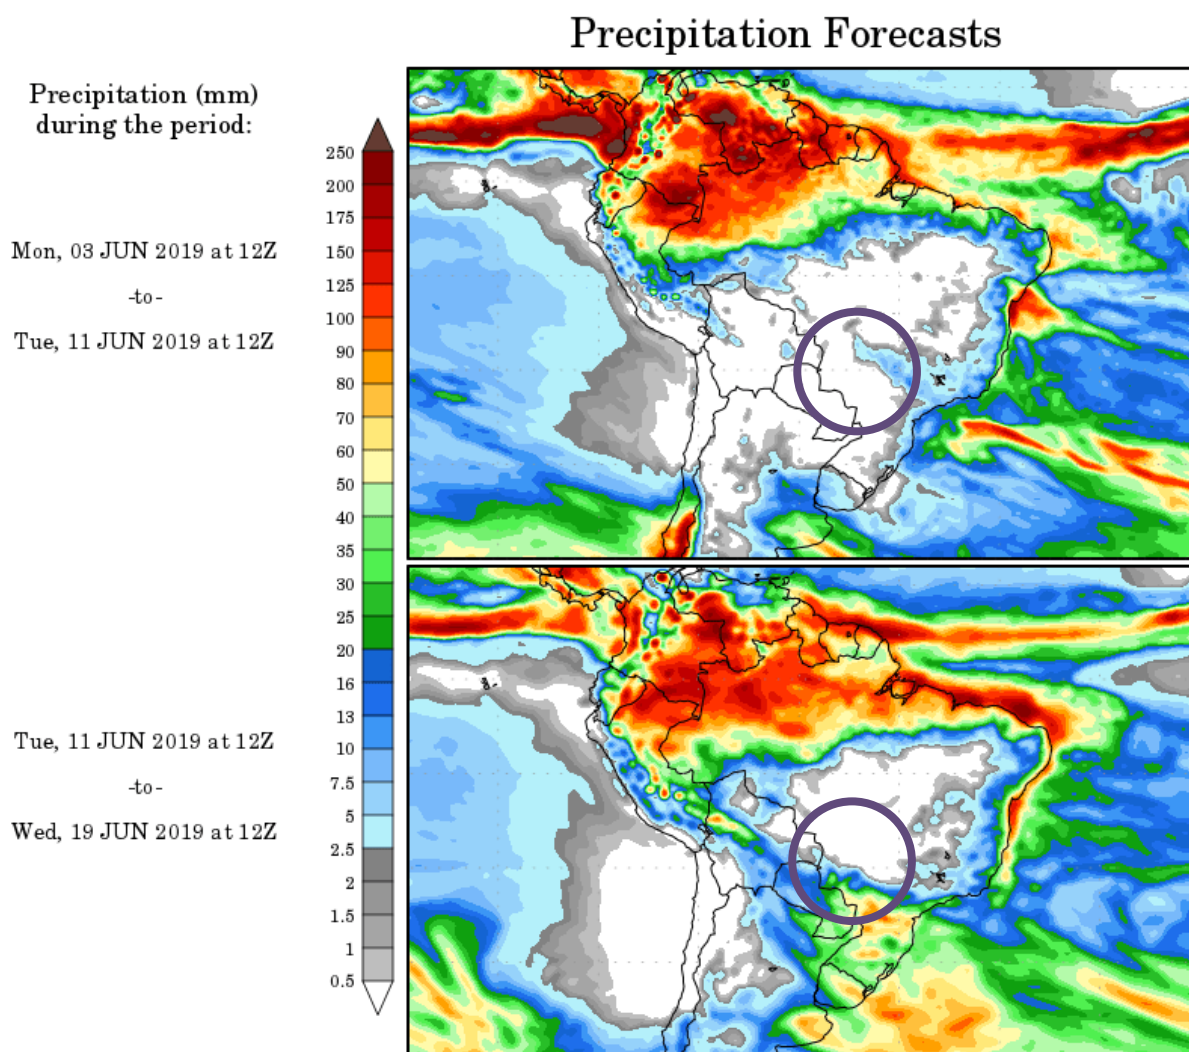 Precipitation Forecasts
Precipitation (mm)
during the period:
Mon, 03 JUN 2019 at 12Z
-to-
Tue, 11 JUN 2019 at 12Z
Tue, 11 JUN 2019 at 12Z
-to-
Wed, 19 JUN 2019 at 12Z
250
200
175
150
125
100
90
80
70
60
50
40
35
30
25
20
16
13
10
7.5
5
2.5
2
1.5
1
0.5